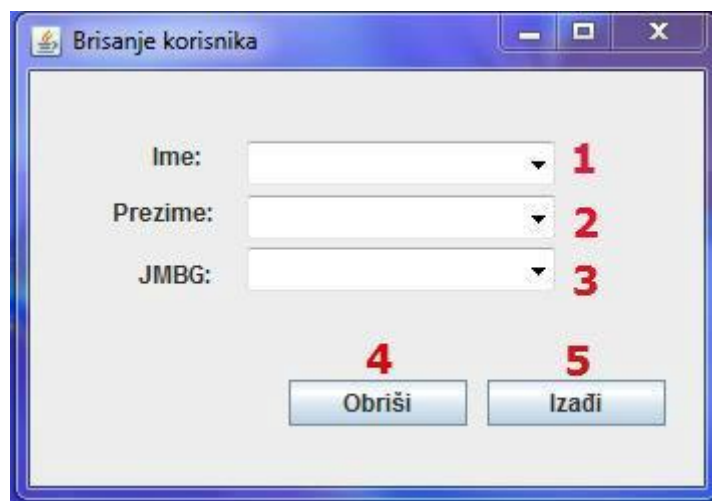 Brisanje korisnika
Ime: 1
Prezime: 2
JMBG: 3
4 5
Obriši Izađi